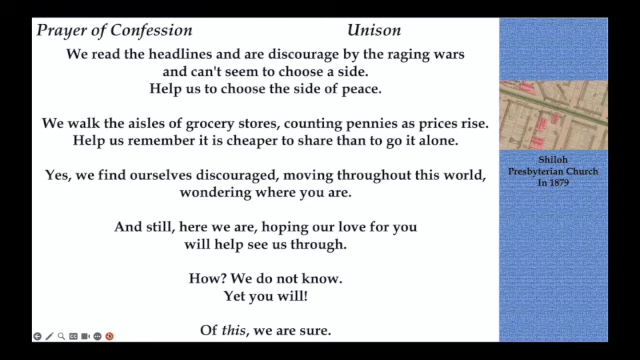 Prayer of Confession Unison
We read the headlines and are discourage by the raging wars
and can't seem to choose a side.
Help us to choose the side of peace.
We walk the aisles of grocery stores, counting pennies as prices rise.
Help us remember it is cheaper to share than to go it alone.
Yes, we find ourselves discouraged, moving throughout this world,
wondering where you are.
And still, here we are, hoping our love for you
will help see us through.
How? We do not know.
Yet you will!
Of this, we are sure.
Shiloh
Presbyterian Church
In 1879